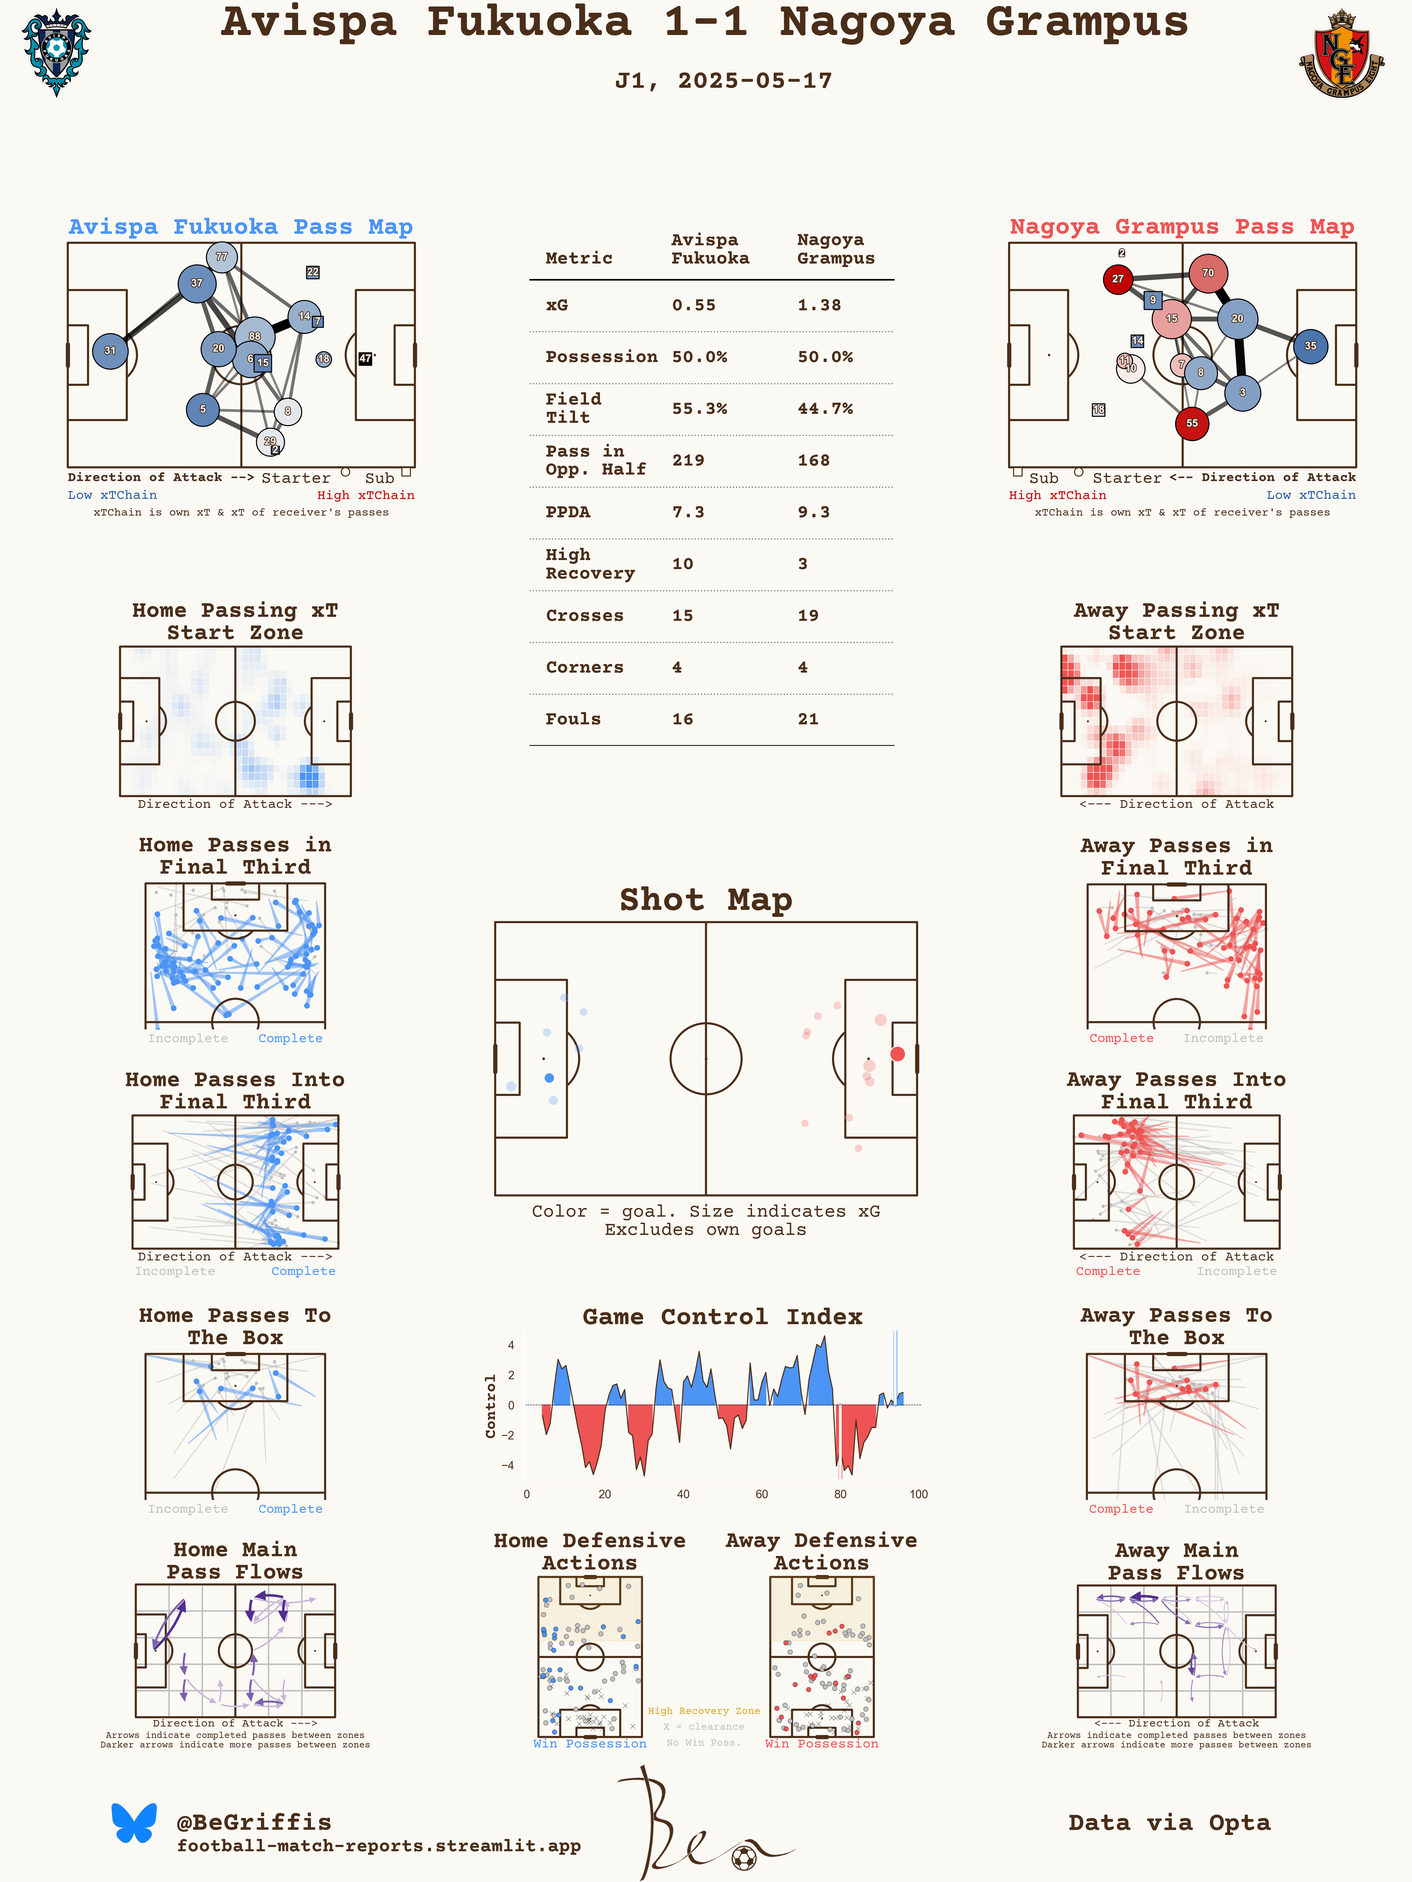 Avispa Fukuoka 1-1 Nagoya Grampus
J1, 2025-05-17
NAGOYA GRAMPUS EIGHT
Avispa Fukuoka Pass Map
77
22
37
14
7
88
31
20
15
18
47
5
8
29
2
Direction of Attack --> Starter Sub
Low xTChain High xTChain
xTChain is own xT & xT of receiver's passes
Metric Avispa Fukuoka Nagoya Grampus
xG 0.55 1.38
Possession 50.0% 50.0%
Field Tilt 55.3% 44.7%
Pass in Opp. Half 219 168
PPDA 7.3 9.3
High Recovery 10 3
Crosses 15 19
Corners 4 4
Fouls 16 21
Nagoya Grampus Pass Map
2
27
70
9
15
20
14
35
11
10
7
8
3
18
55
Sub Starter <-- Direction of Attack
High xTChain Low xTChain
xTChain is own xT & xT of receiver's passes
Home Passing xT
Start Zone
Direction of Attack --->
Away Passing xT
Start Zone
<--- Direction of Attack
Home Passes in
Final Third
Incomplete Complete
Away Passes in
Final Third
Complete Incomplete
Shot Map
Color = goal. Size indicates xG
Excludes own goals
Home Passes Into
Final Third
Direction of Attack --->
Incomplete Complete
Away Passes Into
Final Third
<--- Direction of Attack
Complete Incomplete
Home Passes To
The Box
Incomplete Complete
Game Control Index
Control
4
2
0
−2
−4
0 20 40 60 80 100
Away Passes To
The Box
Complete Incomplete
Home Main
Pass Flows
Direction of Attack --->
Arrows indicate completed passes between zones
Darker arrows indicate more passes between zones
Home Defensive
Actions
Win Possession
High Recovery Zone
X = clearance
No Win Poss.
Away Defensive
Actions
Win Possession
Away Main
Pass Flows
<--- Direction of Attack
Arrows indicate completed passes between zones
Darker arrows indicate more passes between zones
@BeGriffis
football-match-reports.streamlit.app
Ben
Data via Opta